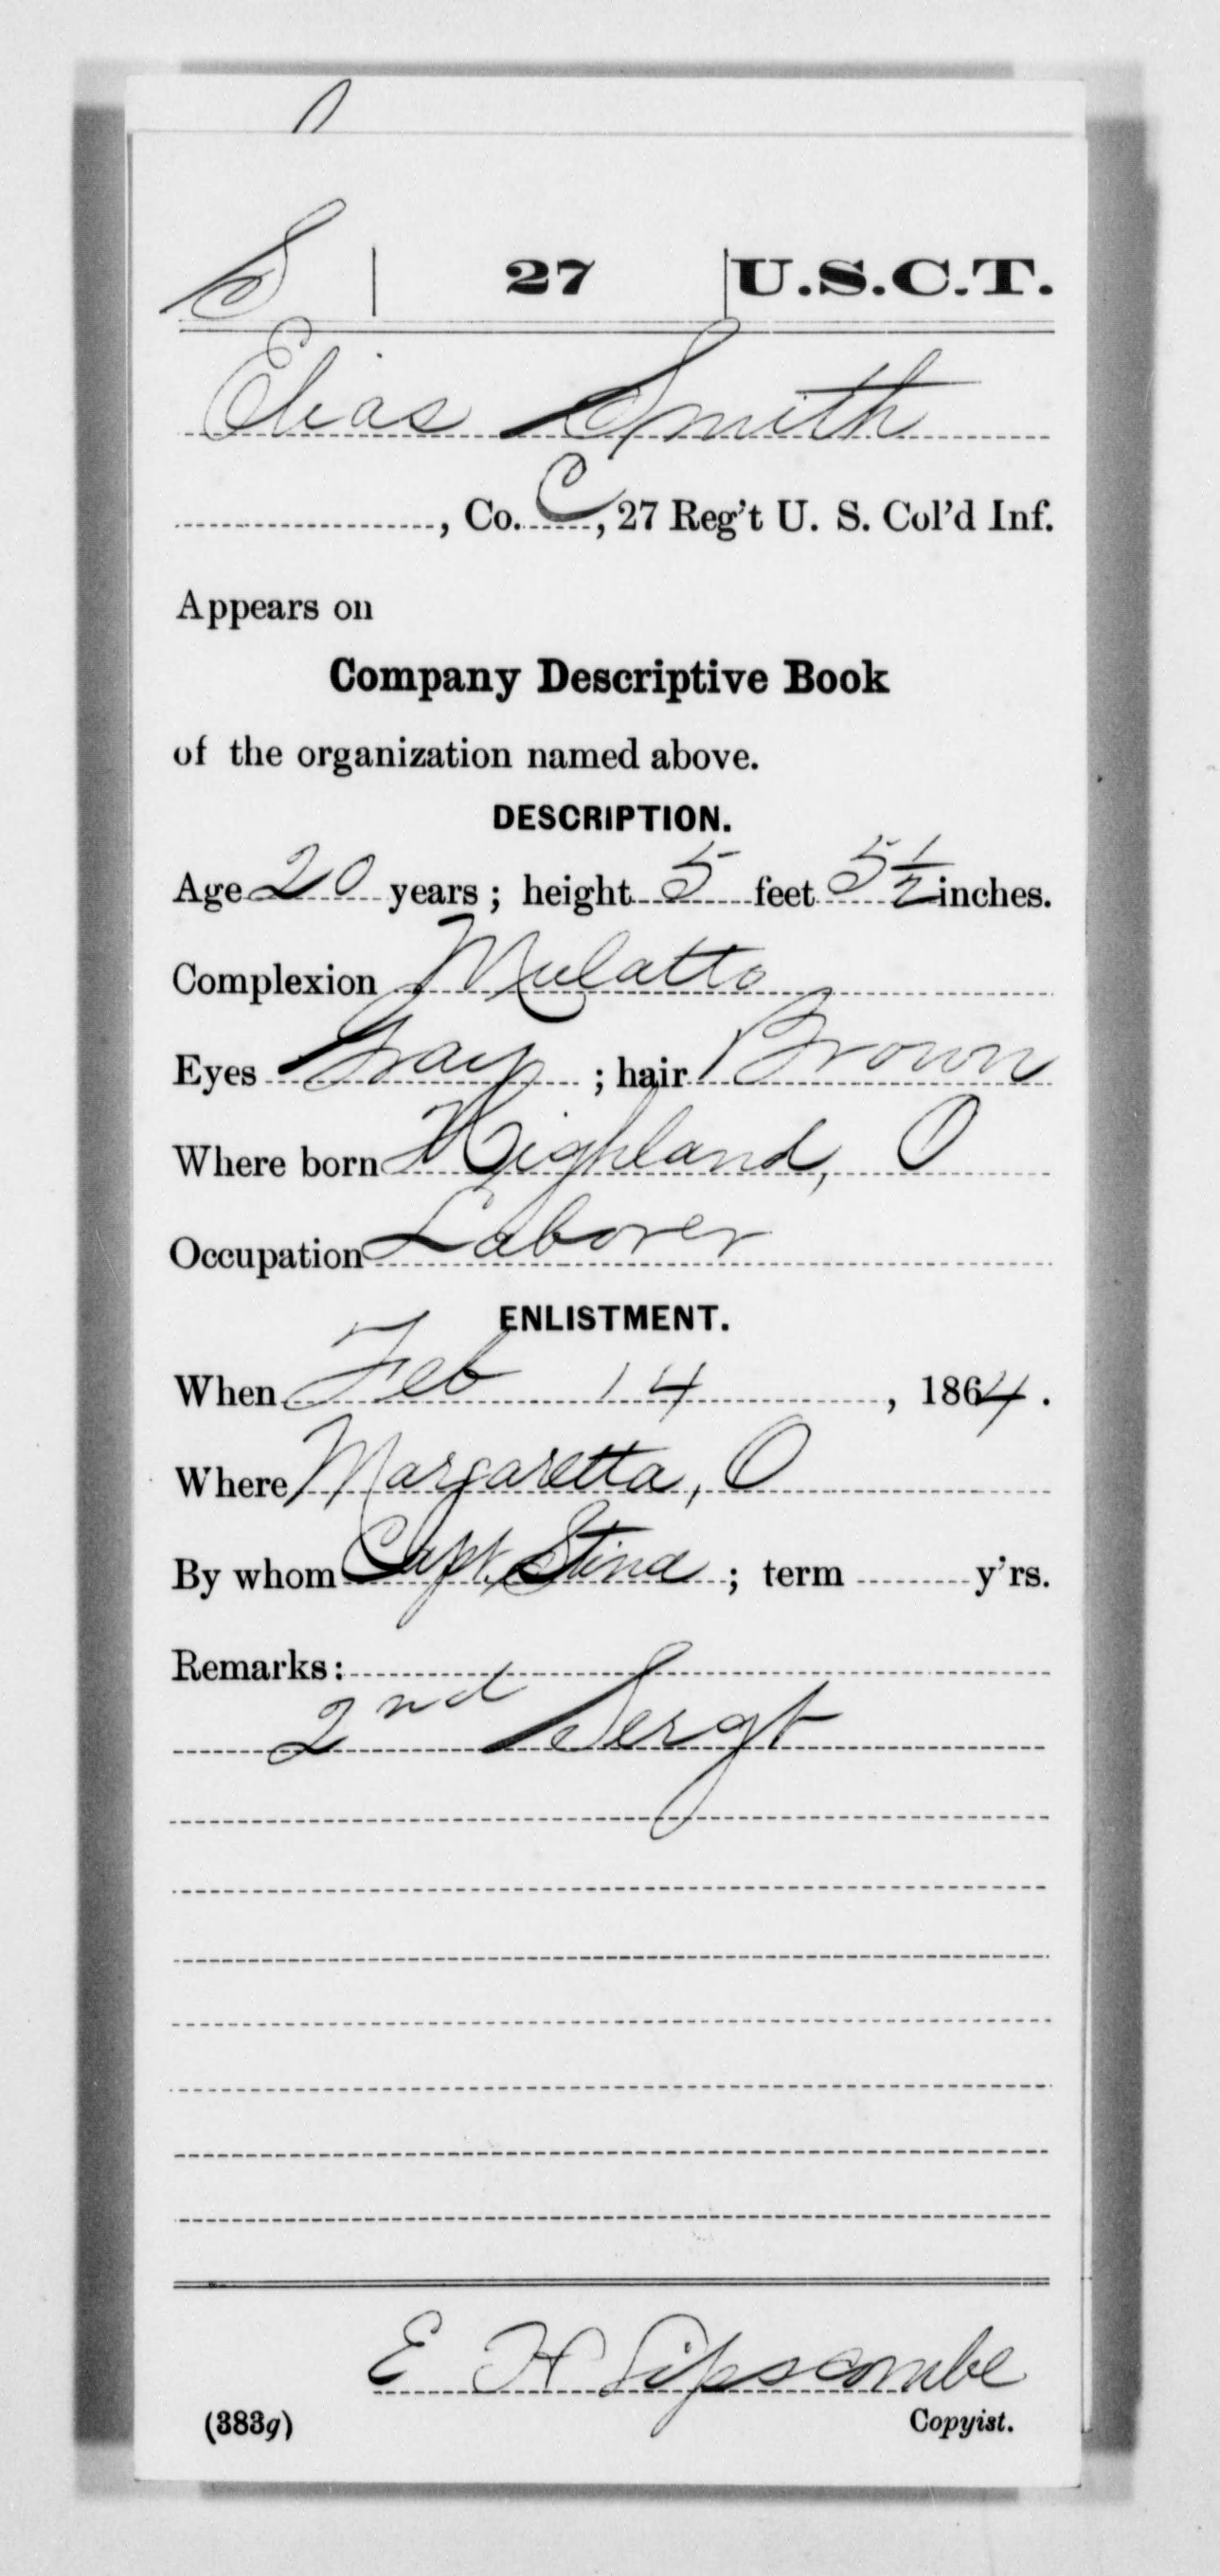 S | 27 | U.S.C.T.
Elias Smith
, Co. C, 27 Reg't U. S. Col'd Inf.
Appears on
Company Descriptive Book
of the organization named above.
DESCRIPTION.
Age 20 years; height 5 feet 5 1/2 inches.
Complexion Mulatto
Eyes Gray; hair Brown
Where born Highland, O
Occupation Laborer
ENLISTMENT.
When Feb 14, 1864.
Where Margaretta, O
By whom Capt. Stine; term y'rs.
Remarks:
2nd Sergt
E H Lipscombe
(383g) Copyist.